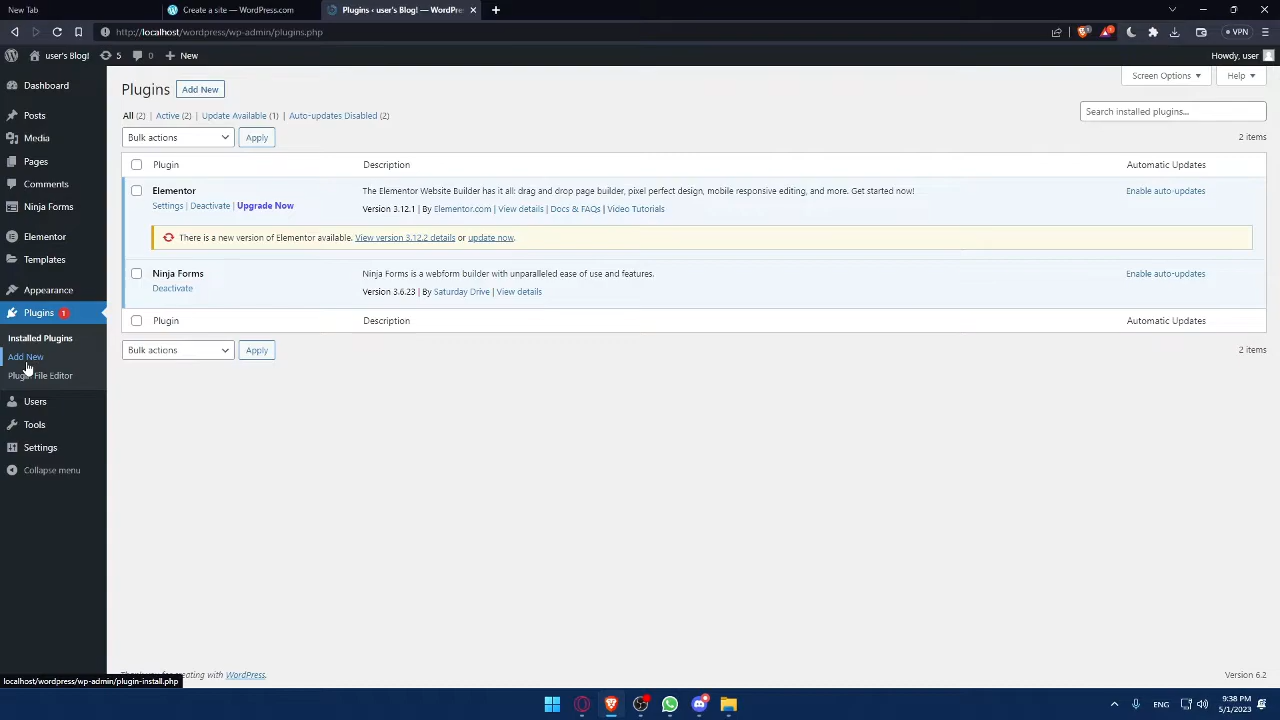 New Tab
Create a site — WordPress.com
Plugins ‹ user's Blog! — WordPre
http://localhost/wordpress/wp-admin/plugins.php
VPN
user's Blog!
5
0
New
Howdy, user
Dashboard
Posts
Media
Pages
Comments
Ninja Forms
Elementor
Templates
Appearance
Plugins 1
Installed Plugins
Add New
Plugin File Editor
Users
Tools
Settings
Collapse menu
Plugins Add New
Screen Options Help
All (2) | Active (2) | Update Available (1) | Auto-updates Disabled (2)
Search installed plugins...
Bulk actions Apply
2 items
Plugin Description Automatic Updates
Elementor The Elementor Website Builder has it all: drag and drop page builder, pixel perfect design, mobile responsive editing, and more. Get started now! Enable auto-updates
Settings | Deactivate | Upgrade Now
Version 3.12.1 | By Elementor.com | View details | Docs & FAQs | Video Tutorials
There is a new version of Elementor available. View version 3.12.2 details or update now.
Ninja Forms Ninja Forms is a webform builder with unparalleled ease of use and features. Enable auto-updates
Deactivate
Version 3.6.23 | By Saturday Drive | View details
Plugin Description Automatic Updates
Bulk actions Apply
2 items
creating with WordPress.
Version 6.2
localhost/wordpress/wp-admin/plugin-install.php
ENG
9:38 PM
5/1/2023